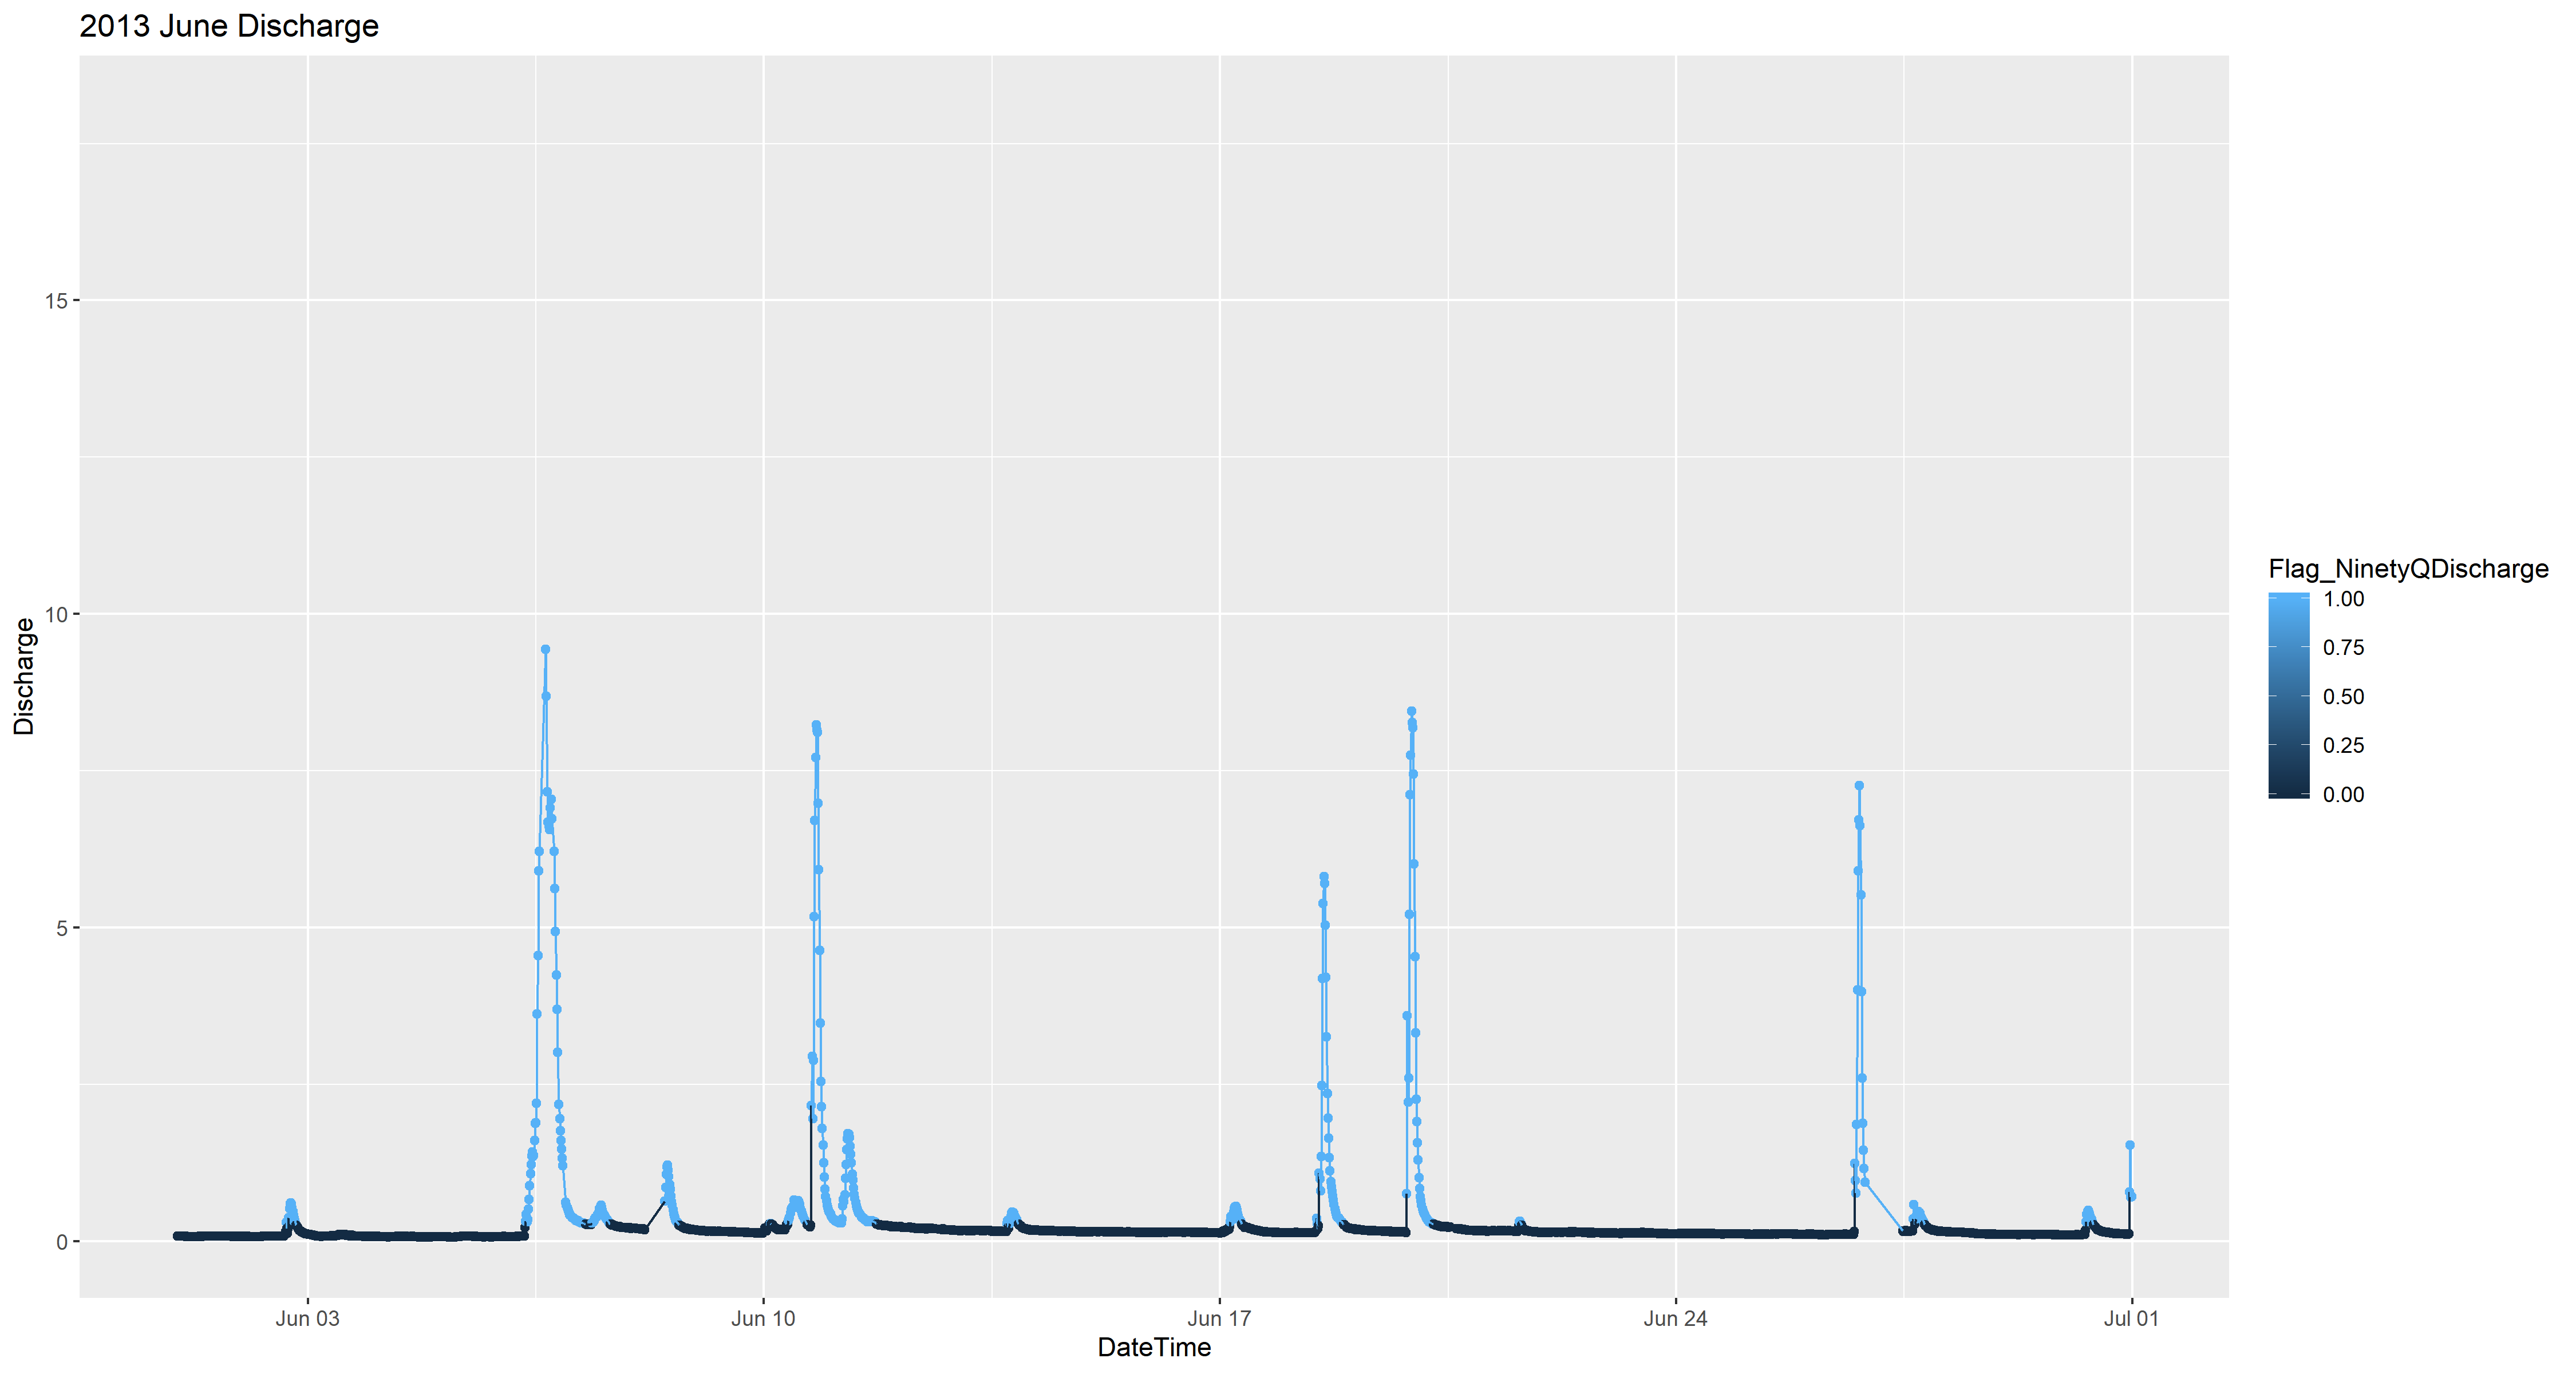 2013 June Discharge
15
10
5
0
Discharge
Jun 03
Jun 10
Jun 17
Jun 24
Jul 01
DateTime
Flag_NinetyQDischarge
1.00
0.75
0.50
0.25
0.00